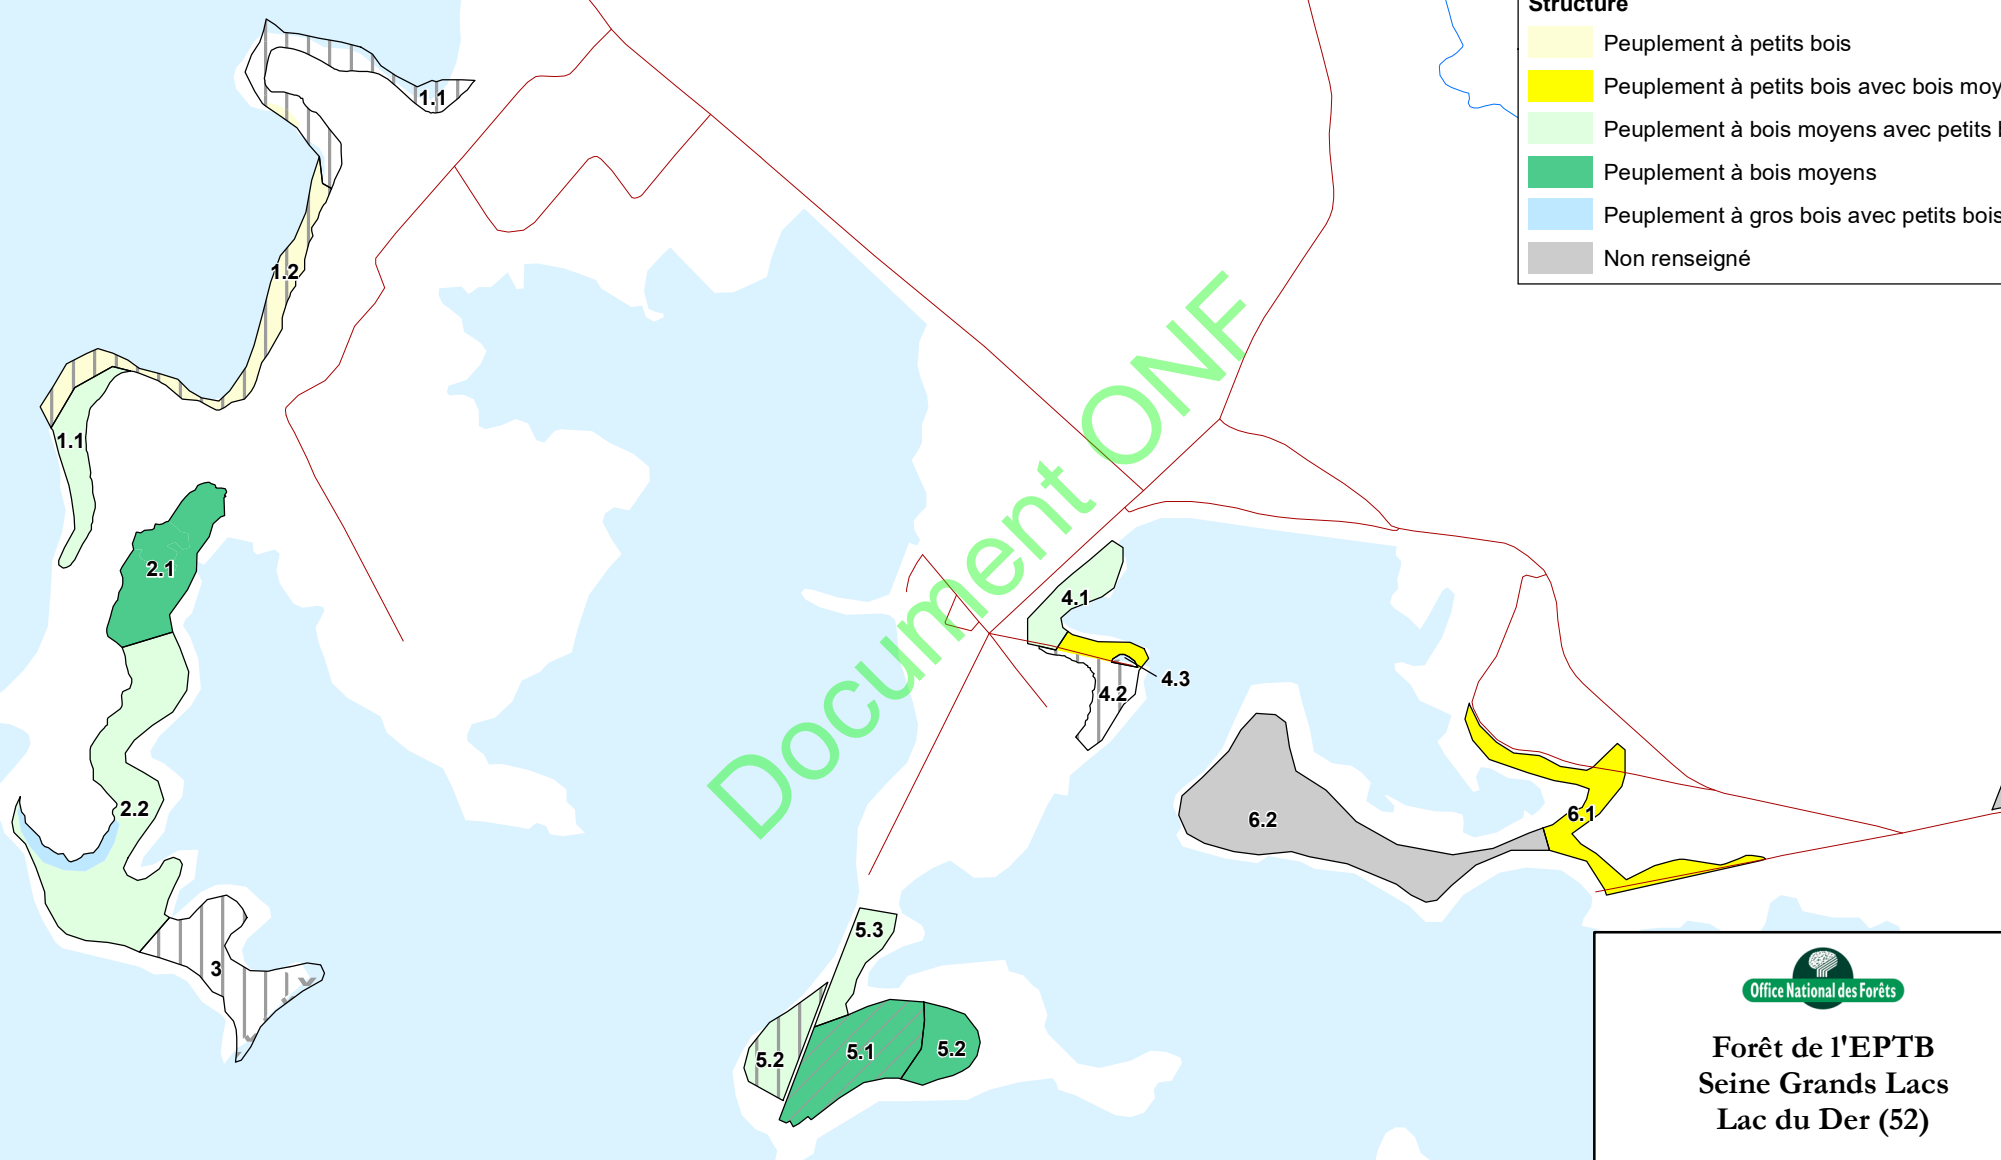 Structure
Peuplement à petits bois
Peuplement à petits bois avec bois moy
Peuplement à bois moyens avec petits
Peuplement à bois moyens
Peuplement à gros bois avec petits bois
Non renseigné
1.1
1.2
1.1
2.1
2.2
3
4.1
4.3
4.2
5.3
5.2
5.1
5.2
6.2
6.1
Document ONF
Office National des Forêts
Forêt de l'EPTB
Seine Grands Lacs
Lac du Der (52)